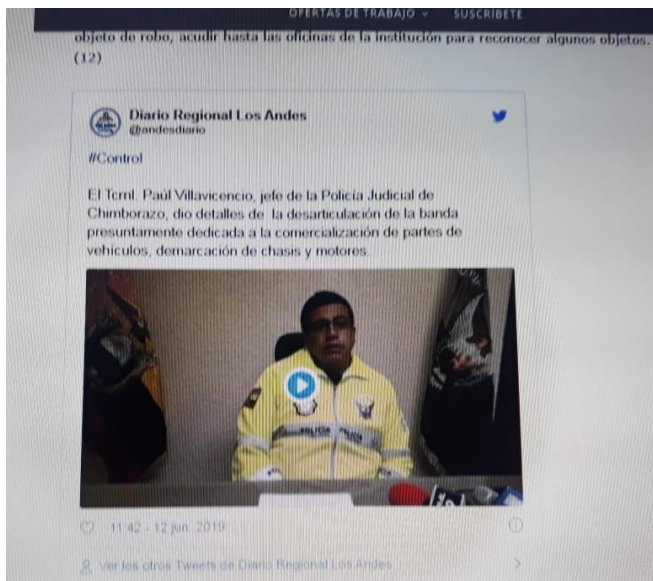 OFERTAS DE TRABAJO SUSCRÍBETE
objeto de robo, acudir hasta las oficinas de la institución para reconocer algunos objetos.
(12)
Diario Regional Los Andes
@andesdiario
#Control
El Tcrnl. Paúl Villavicencio, jefe de la Policía Judicial de
Chimborazo, dio detalles de la desarticulación de la banda
presuntamente dedicada a la comercialización de partes de
vehículos, demarcación de chasis y motores.
POLICIA
11:42 - 12 jun. 2019
Ver los otros Tweets de Diario Regional Los Andes